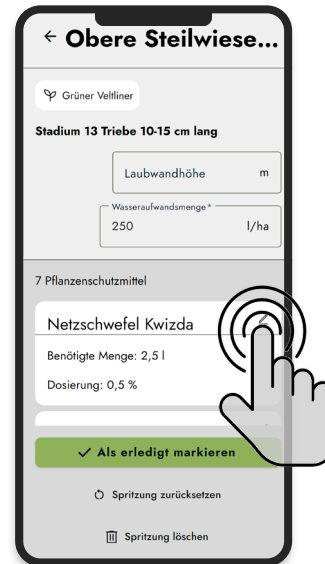 Obere Steilwiese...
Grüner Veltliner
Stadium 13 Triebe 10-15 cm lang
Laubwandhöhe m
Wasseraufwandsmenge*
250 l/ha
7 Pflanzenschutzmittel
Netzschwefel Kwizda
Benötigte Menge: 2,5 l
Dosierung: 0,5 %
Als erledigt markieren
Spritzung zurücksetzen
Spritzung löschen